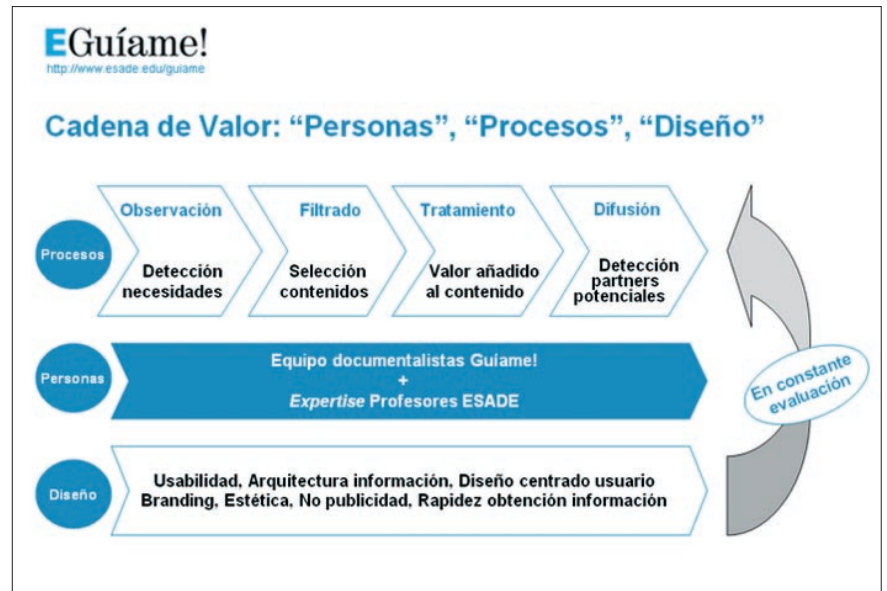 EGuíame!
http://www.esade.edu/guiame
Cadena de Valor: “Personas”, “Procesos”, “Diseño”
Procesos
Observación
Detección
necesidades
Filtrado
Selección
contenidos
Tratamiento
Valor añadido
al contenido
Difusión
Detección
partners
potenciales
Personas
Equipo documentalistas Guíame!
+
Expertise Profesores ESADE
En constante
evaluación
Diseño
Usabilidad, Arquitectura información, Diseño centrado usuario
Branding, Estética, No publicidad, Rapidez obtención información